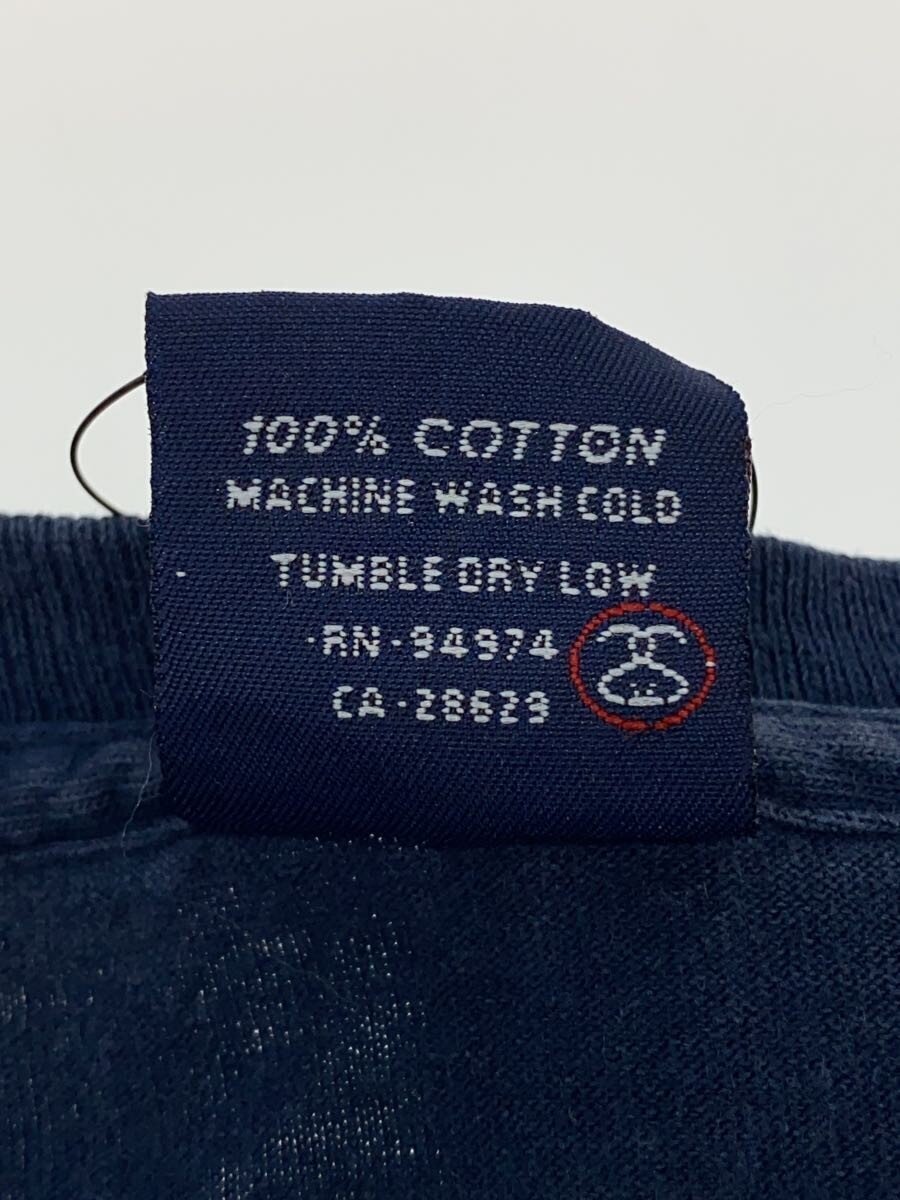 100% COTTON
MACHINE WASH COLD
TUMBLE DRY LOW
·RN·94974
CA·28629